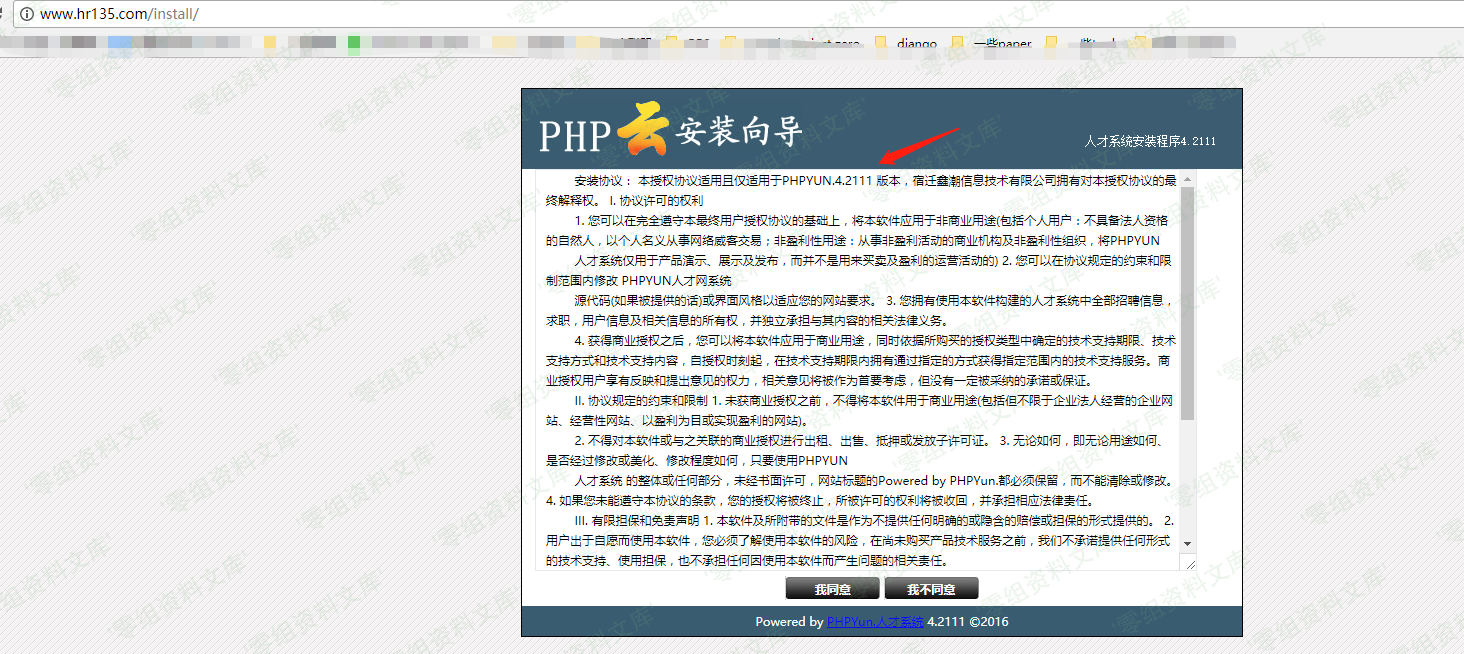 www.hr135.com/install/
django
一些paper
PHP云安装向导
人才系统安装程序4.2111
安装协议： 本授权协议适用且仅适用于PHPYUN.4.2111 版本，宿迁鑫潮信息技术有限公司拥有对本授权协议的最
终解释权。 I. 协议许可的权利
1. 您可以在完全遵守本最终用户授权协议的基础上，将本软件应用于非商业用途(包括个人用户：不具备法人资格
的自然人，以个人名义从事网络威客交易；非盈利性用途：从事非盈利活动的商业机构及非盈利性组织，将PHPYUN
人才系统仅用于产品演示、展示及发布，而并不是用来买卖及盈利的运营活动的) 2. 您可以在协议规定的约束和限
制范围内修改 PHPYUN人才网系统
源代码(如果被提供的话)或界面风格以适应您的网站要求。 3. 您拥有使用本软件构建的人才系统中全部招聘信息，
求职，用户信息及相关信息的所有权，并独立承担与其内容的相关法律义务。
4. 获得商业授权之后，您可以将本软件应用于商业用途，同时依据所购买的授权类型中确定的技术支持期限、技术
支持方式和技术支持内容，自授权时刻起，在技术支持期限内拥有通过指定的方式获得指定范围内的技术支持服务。商
业授权用户享有反映和提出意见的权力，相关意见将被作为首要考虑，但没有一定被采纳的承诺或保证。
II. 协议规定的约束和限制 1. 未获商业授权之前，不得将本软件用于商业用途(包括但不限于企业法人经营的企业网
站、经营性网站、以盈利为目或实现盈利的网站)。
2. 不得对本软件或与之关联的商业授权进行出租、出售、抵押或发放子许可证。 3. 无论如何，即无论用途如何、
是否经过修改或美化、修改程度如何，只要使用PHPYUN
人才系统 的整体或任何部分，未经书面许可，网站标题的Powered by PHPYun.都必须保留，而不能清除或修改。
4. 如果您未能遵守本协议的条款，您的授权将被终止，所被许可的权利将被收回，并承担相应法律责任。
III. 有限担保和免责声明 1. 本软件及所附带的文件是作为不提供任何明确的或隐含的赔偿或担保的形式提供的。 2.
用户出于自愿而使用本软件，您必须了解使用本软件的风险，在尚未购买产品技术服务之前，我们不承诺提供任何形式
的技术支持、使用担保，也不承担任何因使用本软件而产生问题的相关责任。
我同意 我不同意
Powered by PHPYun.人才系统 4.2111 ©2016
'零组资料文库'